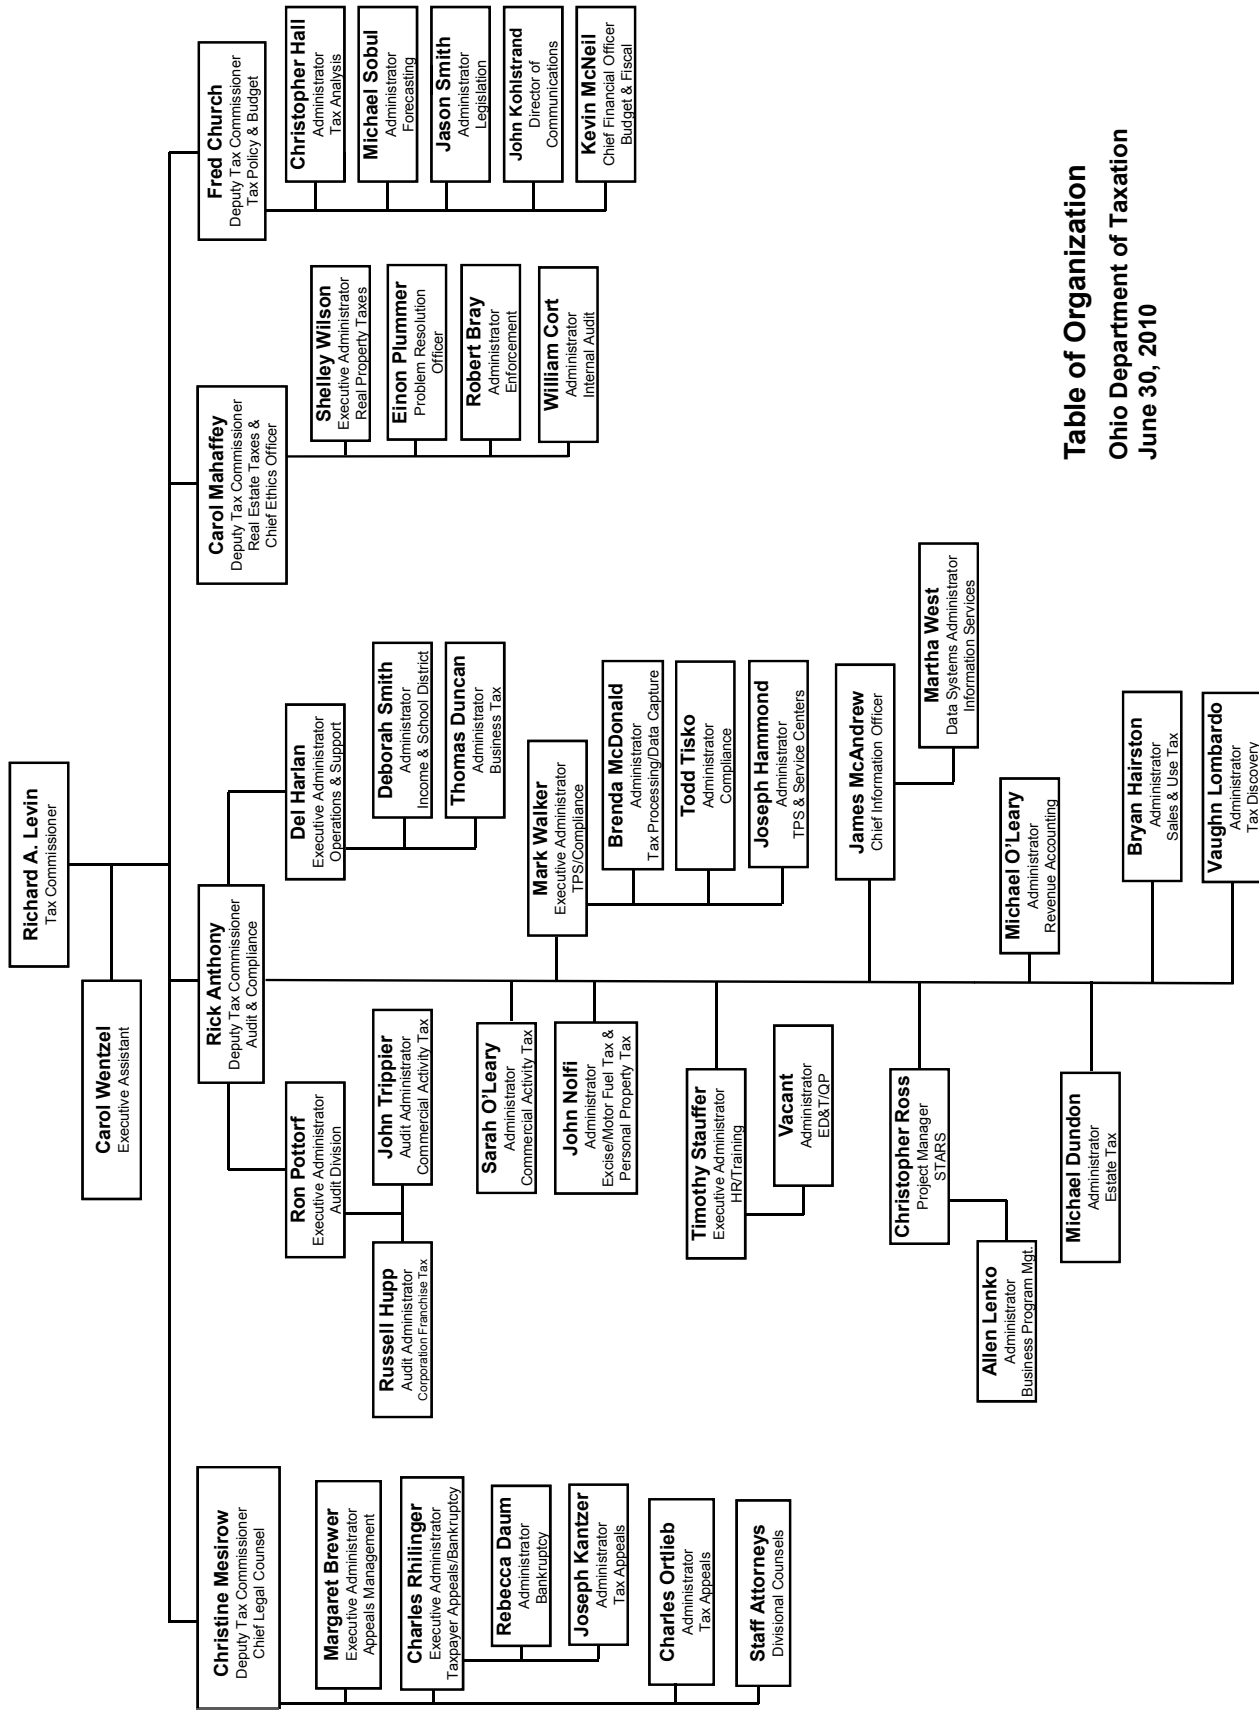 Richard A. Levin
Tax Commissioner
Carol Wentzel
Executive Assistant
Christine Mesirow
Deputy Tax Commissioner
Chief Legal Counsel
Margaret Brewer
Executive Administrator
Appeals Management
Charles Rhilinger
Executive Administrator
Taxpayer Appeals/Bankruptcy
Rebecca Daum
Administrator
Bankruptcy
Joseph Kantzer
Administrator
Tax Appeals
Charles Ortlieb
Administrator
Tax Appeals
Staff Attorneys
Divisional Counsels
Rick Anthony
Deputy Tax Commissioner
Audit & Compliance
Ron Pottorf
Executive Administrator
Audit Division
Russell Hupp
Audit Administrator
Corporation Franchise Tax
John Trippier
Audit Administrator
Commercial Activity Tax
Del Harlan
Executive Administrator
Operations & Support
Deborah Smith
Administrator
Income & School District
Thomas Duncan
Administrator
Business Tax
Sarah O'Leary
Administrator
Commercial Activity Tax
Mark Walker
Executive Administrator
TPS/Compliance
Brenda McDonald
Administrator
Tax Processing/Data Capture
Todd Tisko
Administrator
Compliance
Joseph Hammond
Administrator
TPS & Service Centers
John Nolfi
Administrator
Excise/Motor Fuel Tax &
Personal Property Tax
Timothy Stauffer
Executive Administrator
HR/Training
Vacant
Administrator
ED&T/QP
James McAndrew
Chief Information Officer
Martha West
Data Systems Administrator
Information Services
Christopher Ross
Project Manager
STARS
Allen Lenko
Administrator
Business Program Mgt.
Michael O'Leary
Administrator
Revenue Accounting
Michael Dundon
Administrator
Estate Tax
Bryan Hairston
Administrator
Sales & Use Tax
Vaughn Lombardo
Administrator
Tax Discovery
Carol Mahaffey
Deputy Tax Commissioner
Real Estate Taxes &
Chief Ethics Officer
Shelley Wilson
Executive Administrator
Real Property Taxes
Einon Plummer
Problem Resolution
Officer
Robert Bray
Administrator
Enforcement
William Cort
Administrator
Internal Audit
Fred Church
Deputy Tax Commissioner
Tax Policy & Budget
Christopher Hall
Administrator
Tax Analysis
Michael Sobul
Administrator
Forecasting
Jason Smith
Administrator
Legislation
John Kohlstrand
Director of
Communications
Kevin McNeil
Chief Financial Officer
Budget & Fiscal
Table of Organization
Ohio Department of Taxation
June 30, 2010